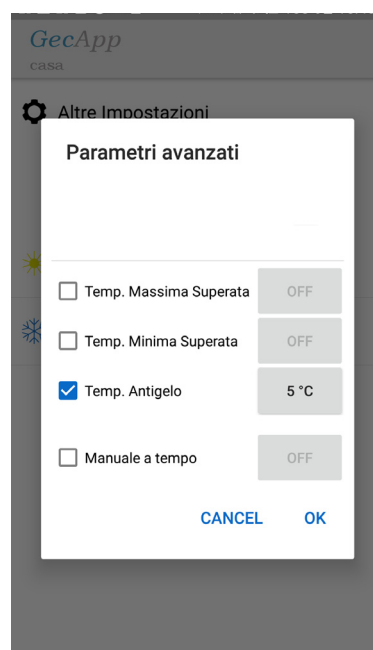 GecApp
casa
Altre Impostazioni
Parametri avanzati
Temp. Massima Superata OFF
Temp. Minima Superata OFF
Temp. Antigelo 5 °C
Manuale a tempo OFF
CANCEL OK